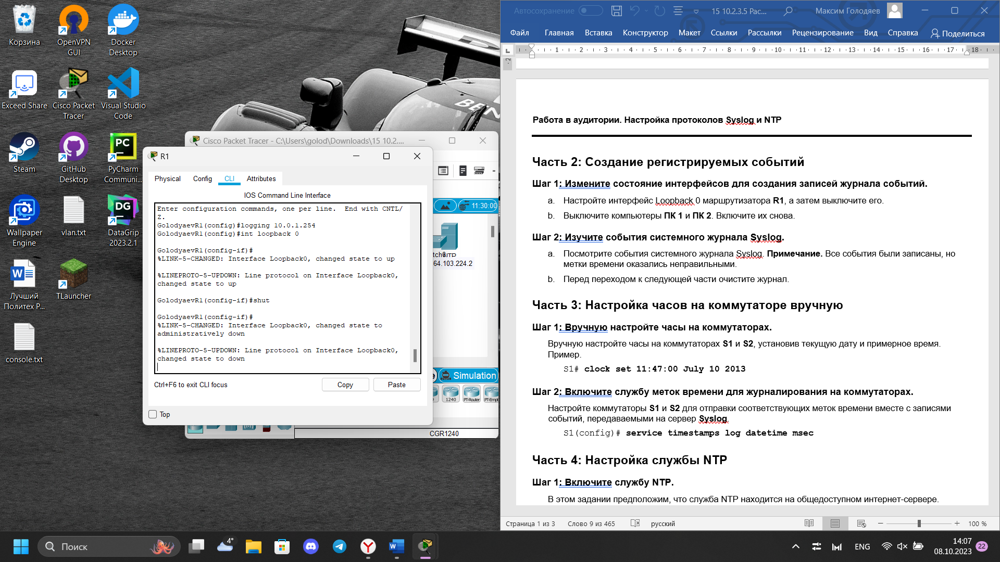 Корзина
OpenVPN
GUI
Docker
Desktop
Exceed Share
Cisco Packet
Tracer
Visual Studio
Code
Steam
GitHub
Desktop
PyCharm
Communi...
Wallpaper
Engine
vlan.txt
DataGrip
2023.2.1
Лучший
Политех Р...
TLauncher
console.txt
Cisco Packet Tracer - C:\Users\golod\Downloads\15 10.2....
R1
Physical
Config
CLI
Attributes
IOS Command Line Interface
Enter configuration commands, one per line.  End with CNTL/
Z.
GolodyaevR1(config)#logging 10.0.1.254
GolodyaevR1(config)#int loopback 0
GolodyaevR1(config-if)#
%LINK-5-CHANGED: Interface Loopback0, changed state to up
%LINEPROTO-5-UPDOWN: Line protocol on Interface Loopback0,
changed state to up
GolodyaevR1(config-if)#shut
GolodyaevR1(config-if)#
%LINK-5-CHANGED: Interface Loopback0, changed state to
administratively down
%LINEPROTO-5-UPDOWN: Line protocol on Interface Loopback0,
changed state to down
Ctrl+F6 to exit CLI focus
Copy
Paste
Top
11:30:00
tch0
NTP
64.103.224.2
Simulation
1240
PT-Router
PT-Empt
CGR1240
Автосохранение
15 10.2.3.5 Рас...
Максим Голодяев
Файл
Главная
Вставка
Конструктор
Макет
Ссылки
Рассылки
Рецензирование
Вид
Справка
Поделиться
1 2 3 4 5 6 7 8 9 10 11 12 13 14 15 16 17 18
Работа в аудитории. Настройка протоколов Syslog и NTP
Часть 2: Создание регистрируемых событий
Шаг 1: Измените состояние интерфейсов для создания записей журнала событий.
a. Настройте интерфейс Loopback 0 маршрутизатора R1, а затем выключите его.
b. Выключите компьютеры ПК 1 и ПК 2. Включите их снова.
Шаг 2: Изучите события системного журнала Syslog.
a. Посмотрите события системного журнала Syslog. Примечание. Все события были записаны, но
метки времени оказались неправильными.
b. Перед переходом к следующей части очистите журнал.
Часть 3: Настройка часов на коммутаторе вручную
Шаг 1: Вручную настройте часы на коммутаторах.
Вручную настройте часы на коммутаторах S1 и S2, установив текущую дату и примерное время.
Пример.
S1# clock set 11:47:00 July 10 2013
Шаг 2: Включите службу меток времени для журналирования на коммутаторах.
Настройте коммутаторы S1 и S2 для отправки соответствующих меток времени вместе с записями
событий, передаваемыми на сервер Syslog.
S1(config)# service timestamps log datetime msec
Часть 4: Настройка службы NTP
Шаг 1: Включите службу NTP.
В этом задании предположим, что служба NTP находится на общедоступном интернет-сервере.
Страница 1 из 3
Слово 9 из 465
русский
100 %
Поиск
4°
ENG
14:07
08.10.2023
22